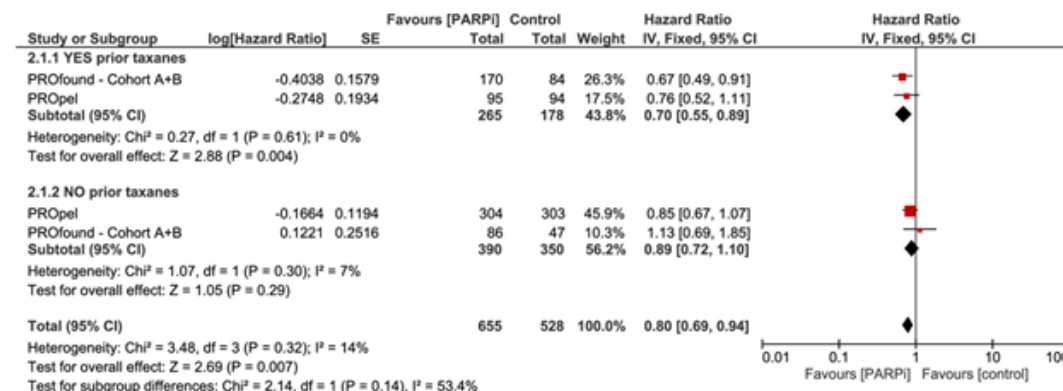 Favours [PARPi] Control Hazard Ratio Hazard Ratio
Study or Subgroup log[Hazard Ratio] SE Total Total Weight IV, Fixed, 95% CI IV, Fixed, 95% CI
2.1.1 YES prior taxanes
PROfound - Cohort A+B -0.4038 0.1579 170 84 26.3% 0.67 [0.49, 0.91]
PROpel -0.2748 0.1934 95 94 17.5% 0.76 [0.52, 1.11]
Subtotal (95% CI) 265 178 43.8% 0.70 [0.55, 0.89]
Heterogeneity: Chi² = 0.27, df = 1 (P = 0.61); I² = 0%
Test for overall effect: Z = 2.88 (P = 0.004)
2.1.2 NO prior taxanes
PROpel -0.1664 0.1194 304 303 45.9% 0.85 [0.67, 1.07]
PROfound - Cohort A+B 0.1221 0.2516 86 47 10.3% 1.13 [0.69, 1.85]
Subtotal (95% CI) 390 350 56.2% 0.89 [0.72, 1.10]
Heterogeneity: Chi² = 1.07, df = 1 (P = 0.30); I² = 7%
Test for overall effect: Z = 1.05 (P = 0.29)
Total (95% CI) 655 528 100.0% 0.80 [0.69, 0.94]
Heterogeneity: Chi² = 3.48, df = 3 (P = 0.32); I² = 14%
Test for overall effect: Z = 2.69 (P = 0.007)
Test for subgroup differences: Chi² = 2.14, df = 1 (P = 0.14), I² = 53.4%
0.01 0.1 1 10 100
Favours [PARPi] Favours [control]